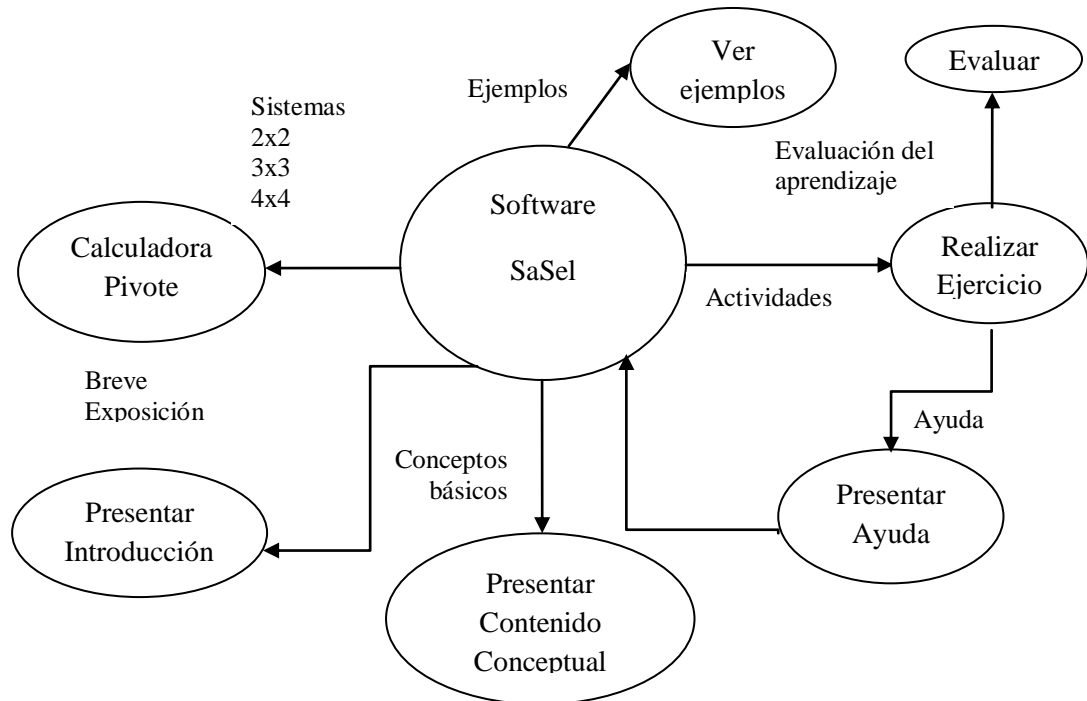 Ver
ejemplos
Evaluar
Ejemplos
Sistemas
2x2
3x3
4x4
Evaluación del
aprendizaje
Software
SaSel
Calculadora
Pivote
Realizar
Ejercicio
Actividades
Breve
Exposición
Ayuda
Conceptos
básicos
Presentar
Introducción
Presentar
Ayuda
Presentar
Contenido
Conceptual